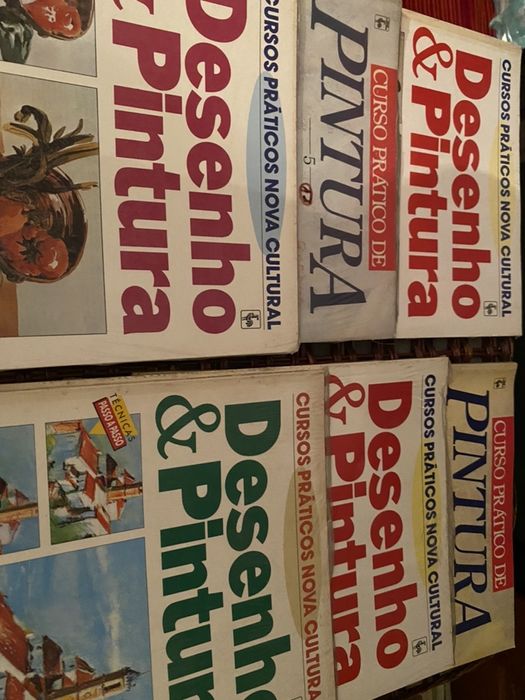 CURSOS PRÁTICOS NOVA CULTURAL
Desenho
& Pintura
CURSO PRÁTICO DE
PINTURA
5
CURSOS PRÁTICOS NOVA CULTURAL
Desenho
& Pintura
CURSO PRÁTICO DE
PINTURA
CURSOS PRÁTICOS NOVA CULTURAL
Desenho
& Pintura
CURSOS PRÁTICOS NOVA CULTURAL
Desenho
& Pintur
TÉCNICAS
PASSO A PASSO